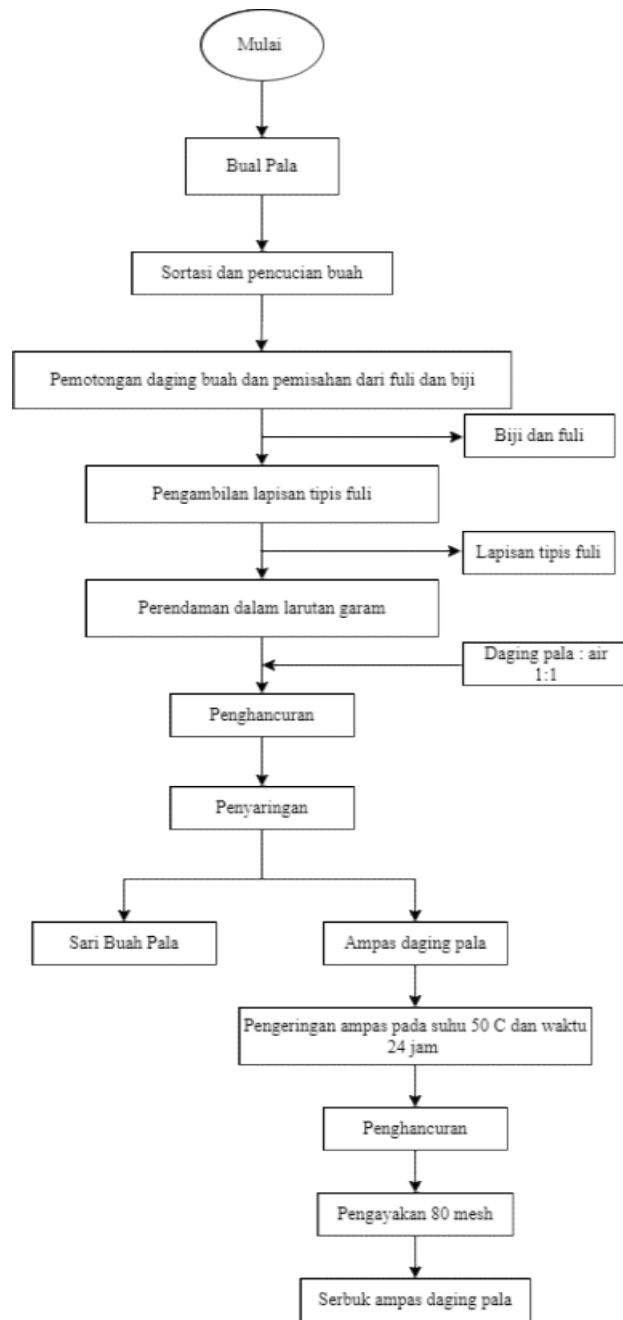 Mulai
Bual Pala
Sortasi dan pencucian buah
Pemotongan daging buah dan pemisahan dari fuli dan biji
Biji dan fuli
Pengambilan lapisan tipis fuli
Lapisan tipis fuli
Perendaman dalam larutan garam
Daging pala : air
1:1
Penghancuran
Penyaringan
Sari Buah Pala
Ampas daging pala
Pengeringan ampas pada suhu 50 C dan waktu
24 jam
Penghancuran
Pengayakan 80 mesh
Serbuk ampas daging pala